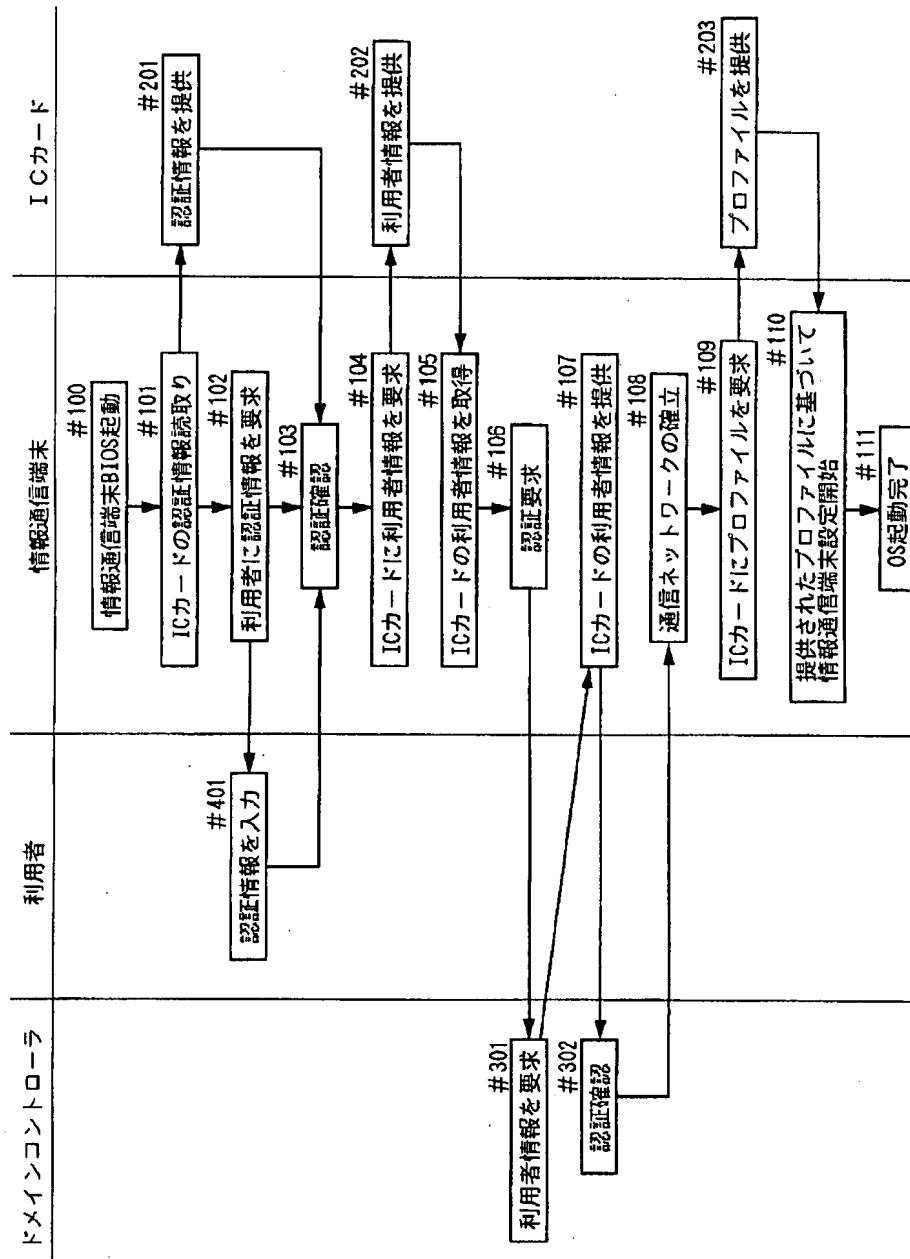 ドメインコントローラ
利用者
情報通信端末
ICカード
#100
情報通信端末BIOS起動
#101
ICカードの認証情報読取り
#201
認証情報を提供
#102
利用者に認証情報を要求
#401
認証情報を入力
#103
認証確認
#104
ICカードに利用者情報を要求
#202
利用者情報を提供
#105
ICカードの利用者情報を取得
#106
認証要求
#301
利用者情報を要求
#107
ICカードの利用者情報を提供
#302
認証確認
#108
通信ネットワークの確立
#109
ICカードにプロファイルを要求
#203
プロファイルを提供
#110
提供されたプロファイルに基づいて
情報通信端末設定開始
#111
OS起動完了